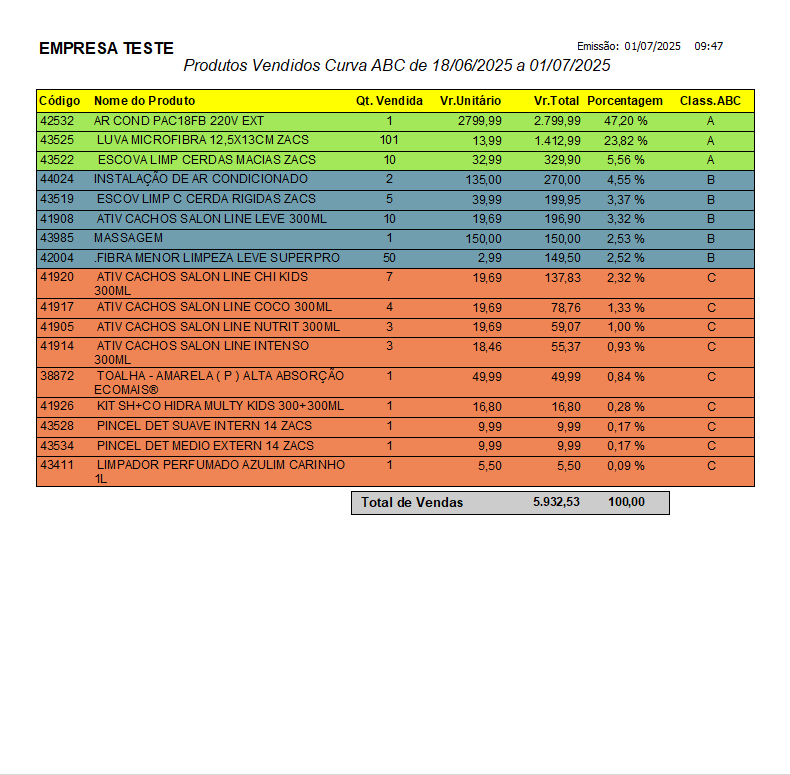 EMPRESA TESTE Emissão: 01/07/2025 09:47
Produtos Vendidos Curva ABC de 18/06/2025 a 01/07/2025
Código Nome do Produto Qt. Vendida Vr.Unitário Vr.Total Porcentagem Class.ABC
42532 AR COND PAC18FB 220V EXT 1 2799,99 2.799,99 47,20 % A
43525 LUVA MICROFIBRA 12,5X13CM ZACS 101 13,99 1.412,99 23,82 % A
43522 ESCOVA LIMP CERDAS MACIAS ZACS 10 32,99 329,90 5,56 % A
44024 INSTALAÇÃO DE AR CONDICIONADO 2 135,00 270,00 4,55 % B
43519 ESCOV LIMP C CERDA RIGIDAS ZACS 5 39,99 199,95 3,37 % B
41908 ATIV CACHOS SALON LINE LEVE 300ML 10 19,69 196,90 3,32 % B
43985 MASSAGEM 1 150,00 150,00 2,53 % B
42004 .FIBRA MENOR LIMPEZA LEVE SUPERPRO 50 2,99 149,50 2,52 % B
41920 ATIV CACHOS SALON LINE CHI KIDS 7 19,69 137,83 2,32 % C
300ML
41917 ATIV CACHOS SALON LINE COCO 300ML 4 19,69 78,76 1,33 % C
41905 ATIV CACHOS SALON LINE NUTRIT 300ML 3 19,69 59,07 1,00 % C
41914 ATIV CACHOS SALON LINE INTENSO 3 18,46 55,37 0,93 % C
300ML
38872 TOALHA - AMARELA ( P ) ALTA ABSORÇÃO 1 49,99 49,99 0,84 % C
ECOMAIS®
41926 KIT SH+CO HIDRA MULTY KIDS 300+300ML 1 16,80 16,80 0,28 % C
43528 PINCEL DET SUAVE INTERN 14 ZACS 1 9,99 9,99 0,17 % C
43534 PINCEL DET MEDIO EXTERN 14 ZACS 1 9,99 9,99 0,17 % C
43411 LIMPADOR PERFUMADO AZULIM CARINHO 1 5,50 5,50 0,09 % C
1L
Total de Vendas 5.932,53 100,00